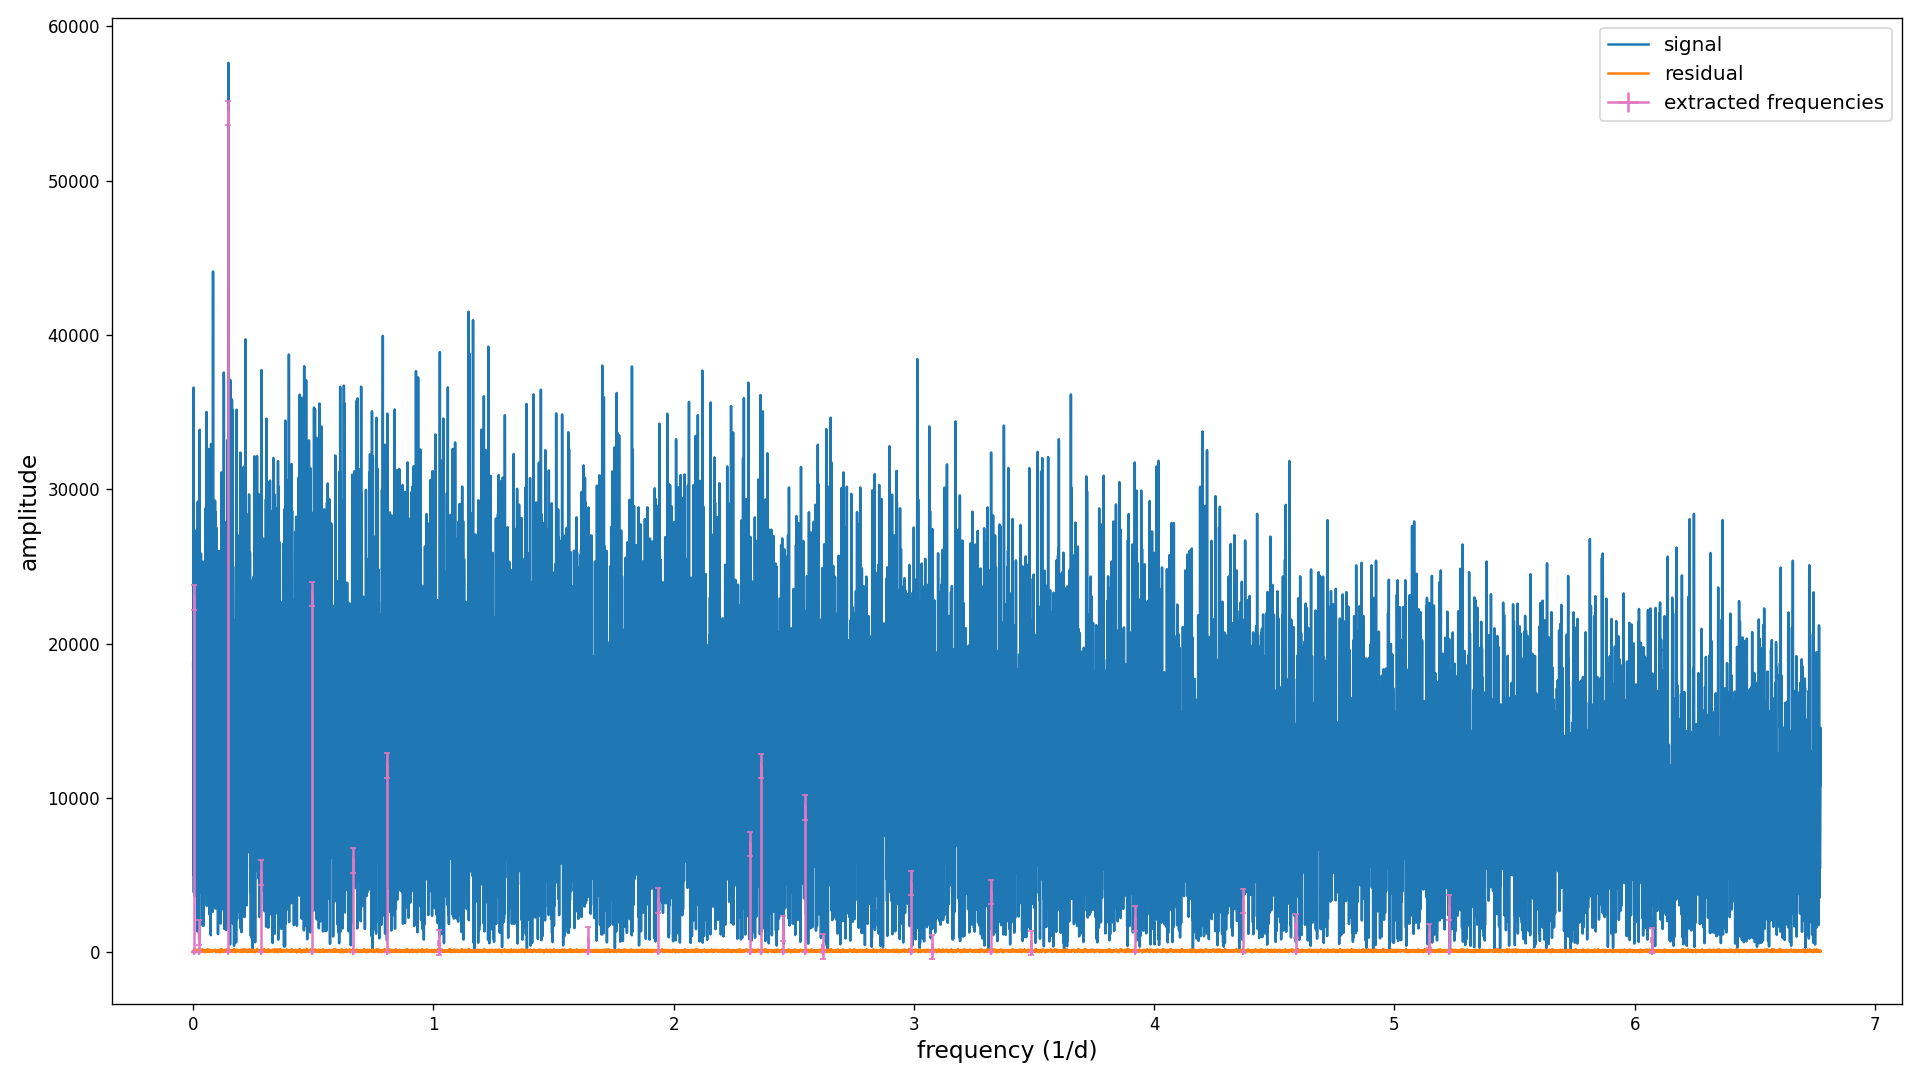 60000
50000
40000
30000
20000
10000
0
amplitude
0 1 2 3 4 5 6 7
frequency (1/d)
signal
residual
extracted frequencies